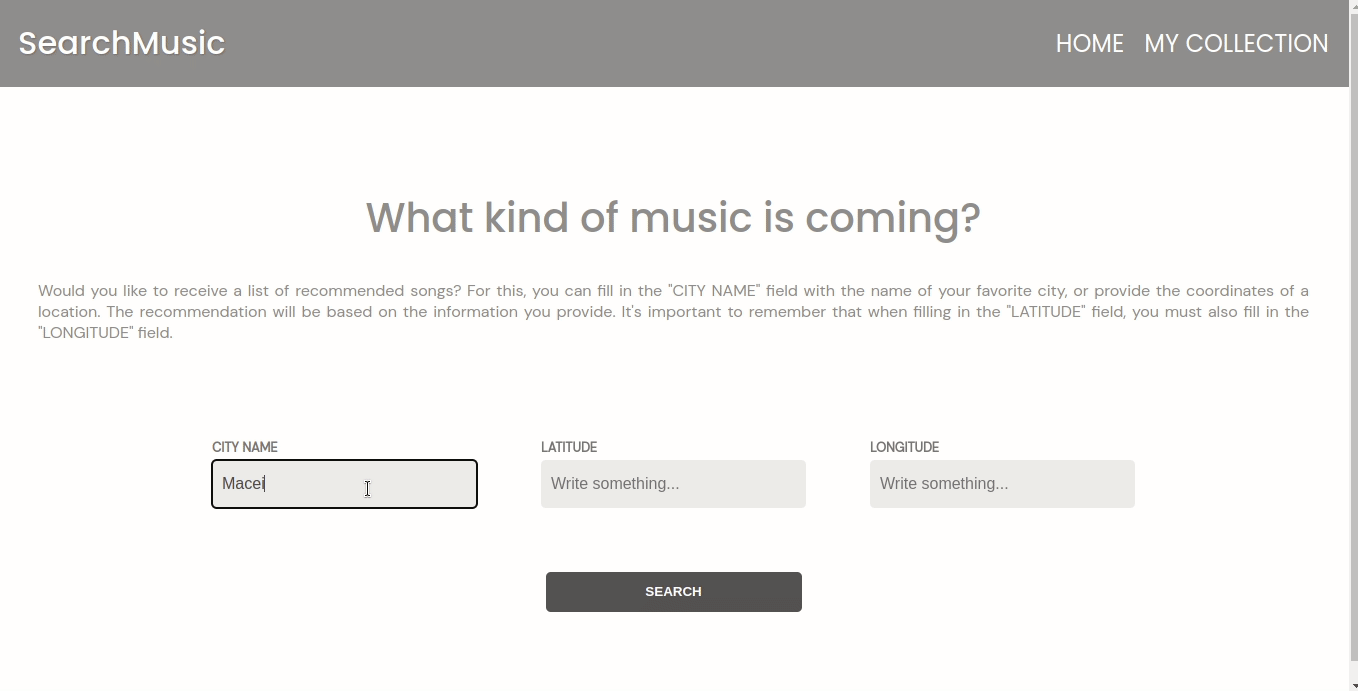 SearchMusic
HOME MY COLLECTION
What kind of music is coming?
Would you like to receive a list of recommended songs? For this, you can fill in the "CITY NAME" field with the name of your favorite city, or provide the coordinates of a
location. The recommendation will be based on the information you provide. It's important to remember that when filling in the "LATITUDE" field, you must also fill in the
"LONGITUDE" field.
CITY NAME LATITUDE LONGITUDE
Macei Write something... Write something...
SEARCH